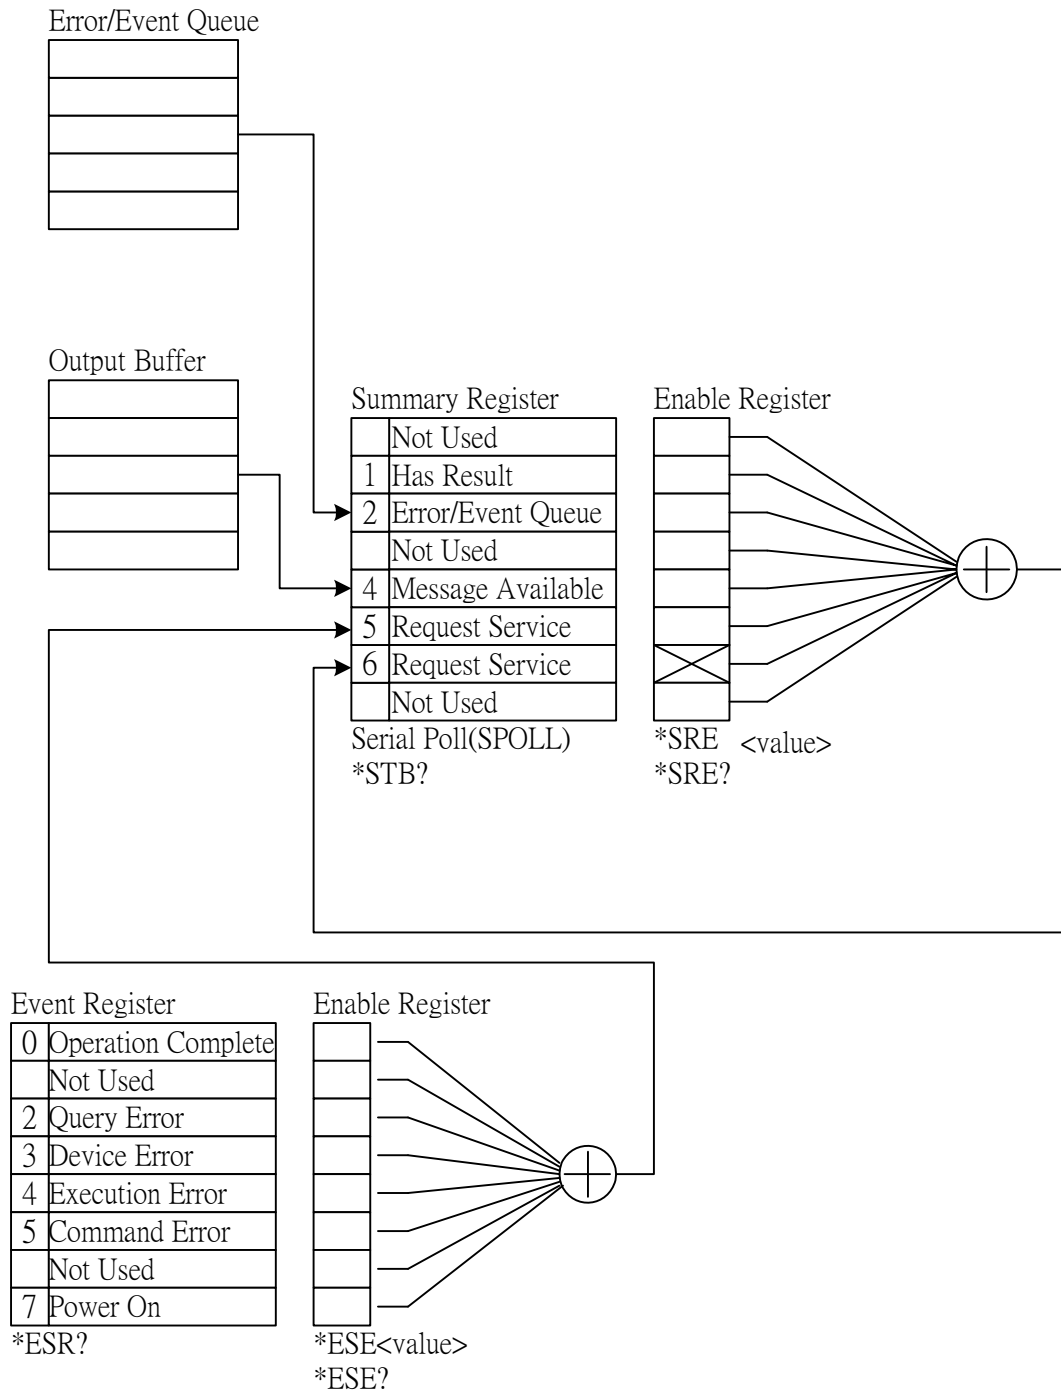 Error/Event Queue
Output Buffer
Summary Register
Not Used
1 Has Result
2 Error/Event Queue
Not Used
4 Message Available
5 Request Service
6 Request Service
Not Used
Serial Poll(SPOLL)
*STB?
Enable Register
*SRE <value>
*SRE?
Event Register
0 Operation Complete
Not Used
2 Query Error
3 Device Error
4 Execution Error
5 Command Error
Not Used
7 Power On
*ESR?
Enable Register
*ESE<value>
*ESE?